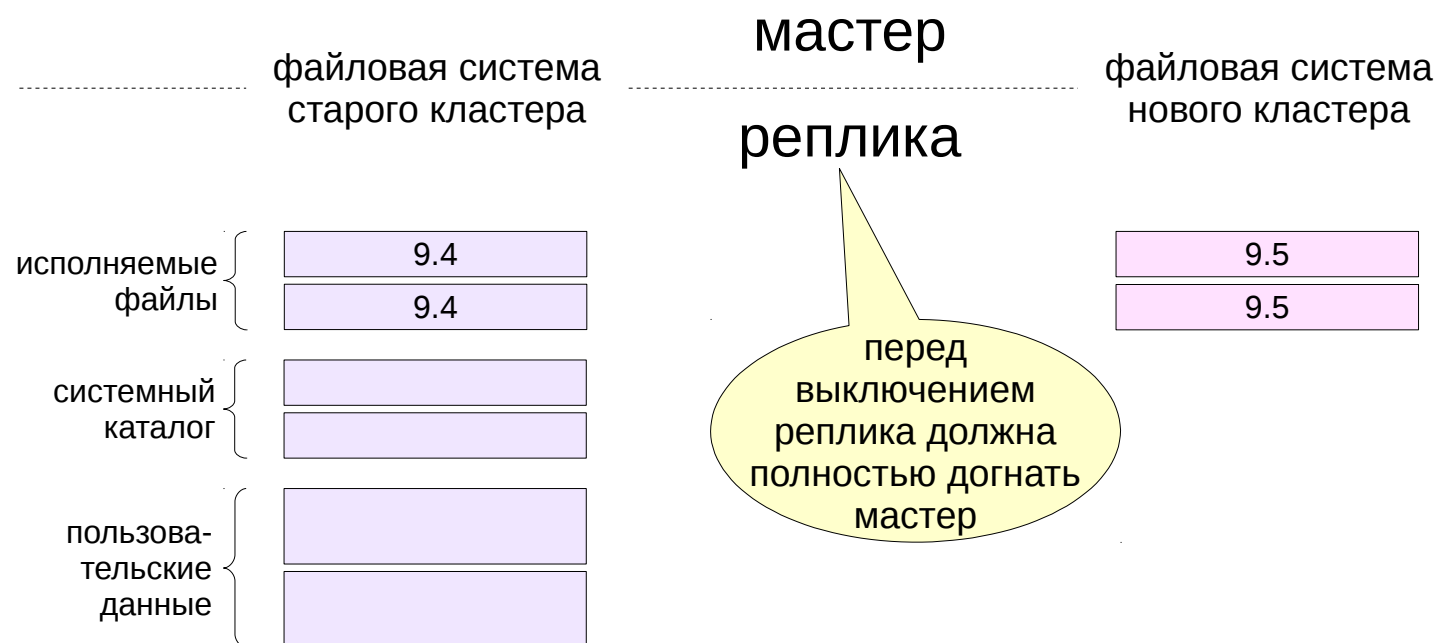 мастер
файловая система
старого кластера
файловая система
нового кластера
реплика
исполняемые
файлы
9.4
9.4
9.5
9.5
системный
каталог
перед
выключением
реплика должна
полностью догнать
мастер
пользова-
тельские
данные